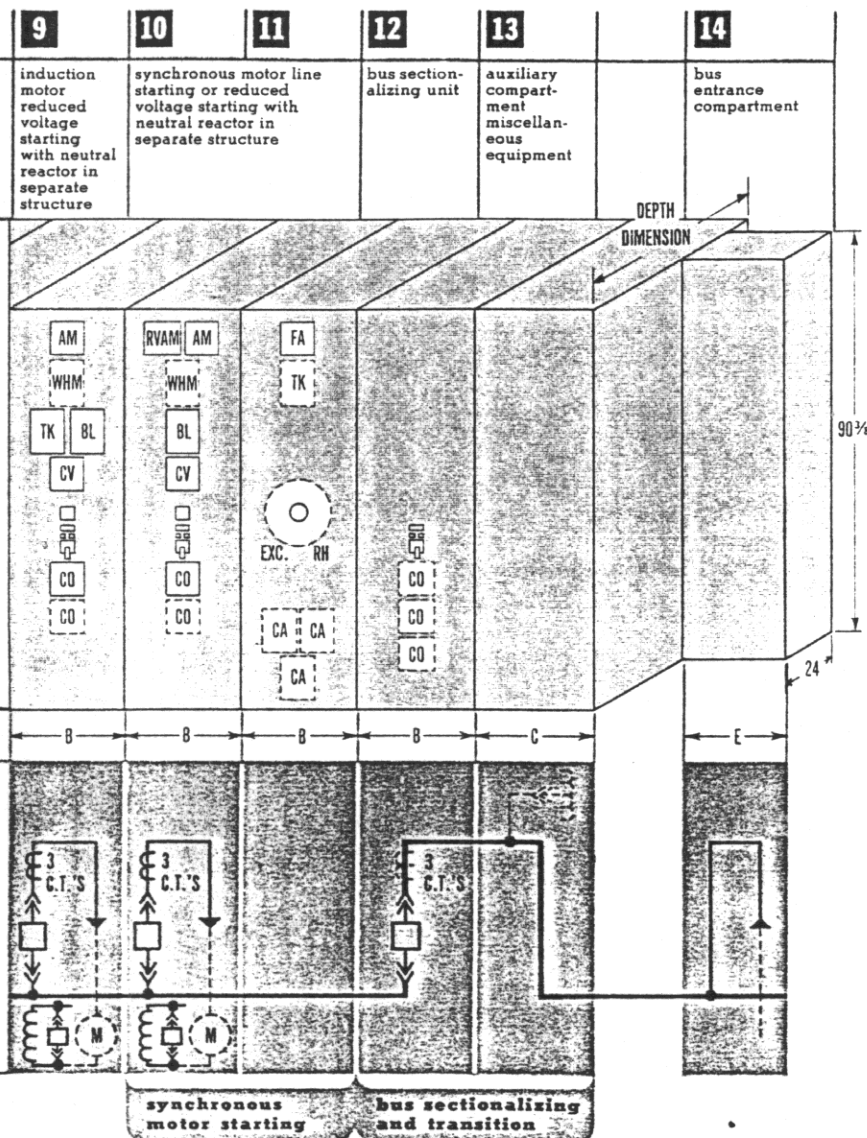 9
10
11
12
13
14
induction
motor
reduced
voltage
starting
with neutral
reactor in
separate
structure
synchronous motor line
starting or reduced
voltage starting with
neutral reactor in
separate structure
bus section-
alizing unit
auxiliary
compart-
ment
miscellan-
eous
equipment
bus
entrance
compartment
DEPTH
DIMENSION
AM
RVAM AM
FA
WHM
WHM
TK
TK BL
BL
CV
CV
EXC. RH
CO
CO
CO
CO
CO
CO
CO
CA CA
CA
90 3/8
24
B
B
B
B
C
E
3
C.T.'S
3
C.T.'S
3
C.T.'S
M
M
synchronous
motor starting
bus sectionalizing
and transition